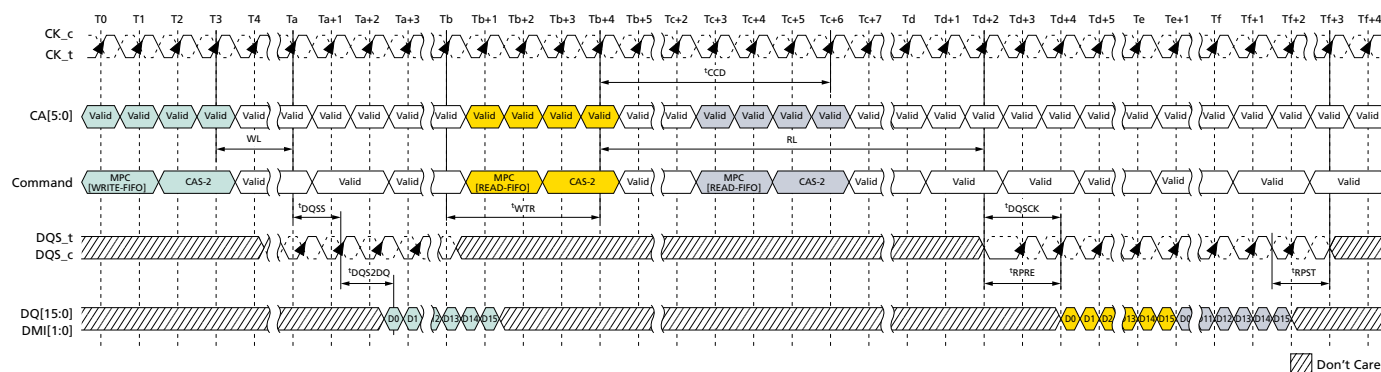 T0 T1 T2 T3 T4 Ta Ta+1 Ta+2 Ta+3 Tb Tb+1 Tb+2 Tb+3 Tb+4 Tb+5 Tc+2 Tc+3 Tc+4 Tc+5 Tc+6 Tc+7 Td Td+1 Td+2 Td+3 Td+4 Td+5 Te Te+1 Tf Tf+1 Tf+2 Tf+3 Tf+4
CK_c
CK_t
tCCD
CA[5:0] Valid Valid Valid Valid Valid Valid Valid Valid Valid Valid Valid Valid Valid Valid Valid Valid Valid Valid Valid Valid Valid Valid Valid Valid Valid Valid Valid Valid Valid Valid Valid Valid Valid Valid
WL RL
Command MPC [WRITE-FIFO] CAS-2 Valid Valid Valid MPC [READ-FIFO] CAS-2 Valid MPC [READ-FIFO] CAS-2 Valid Valid Valid Valid Valid Valid
tDQSS tWTR tDQSCK
DQS_t
DQS_c
tDQS2DQ tRPRE tRPST
DQ[15:0] D0 D1 D13 D14 D15 D0 D1 D2 D13 D14 D15 D0 D11 D12 D13 D14 D15
DMI[1:0]
Don't Care